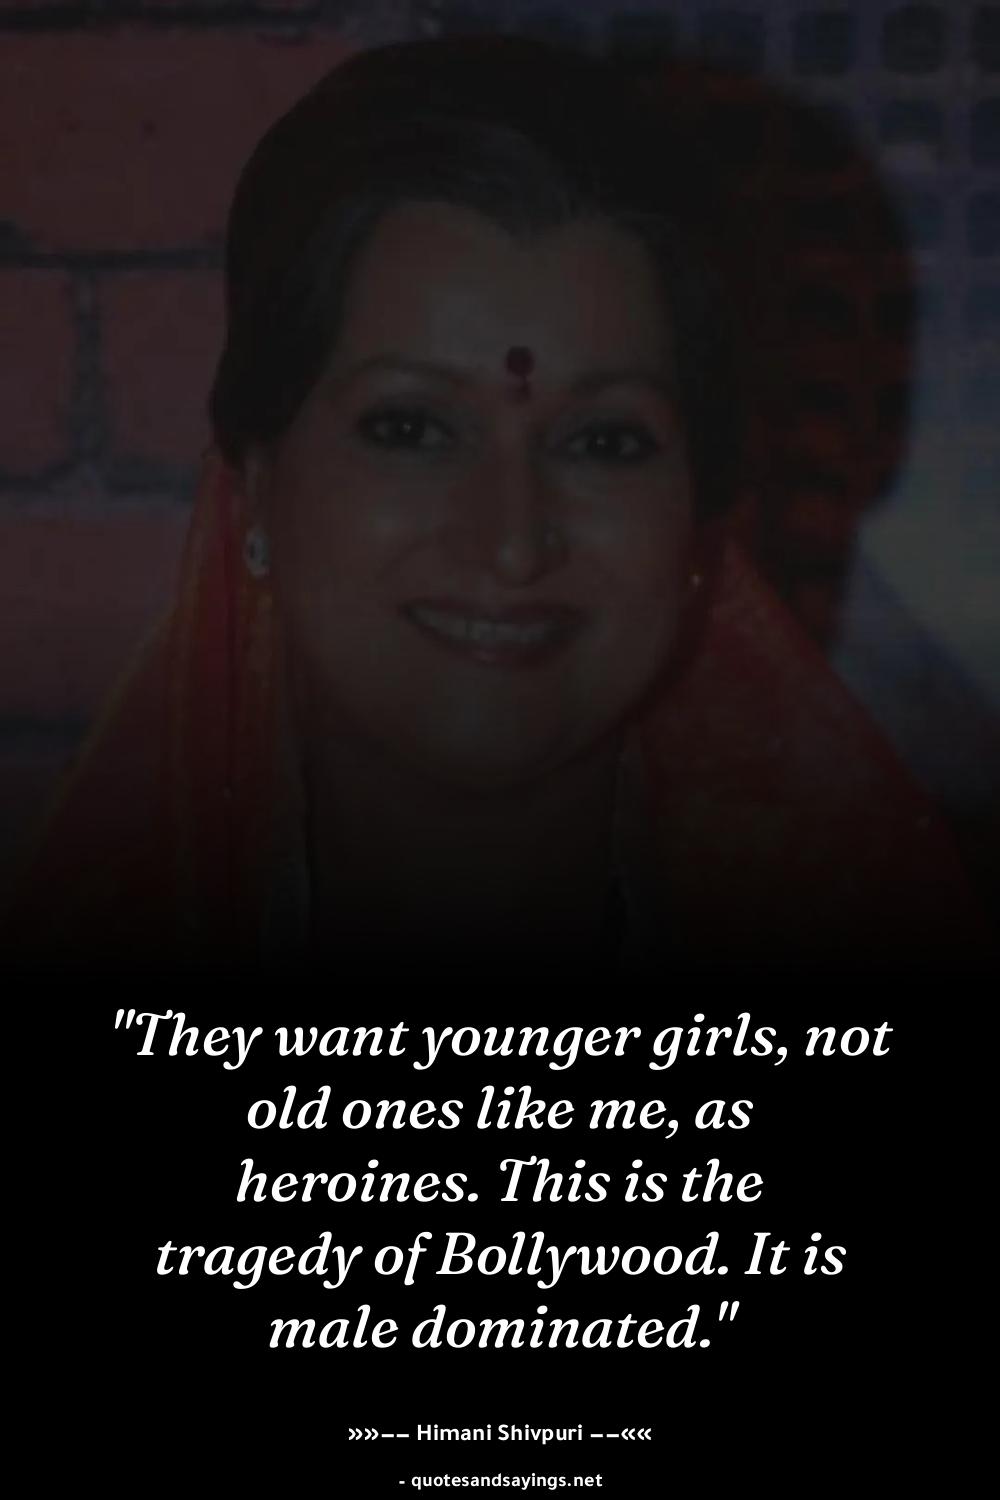 "They want younger girls, not
old ones like me, as
heroines. This is the
tragedy of Bollywood. It is
male dominated."
»»–– Himani Shivpuri ––««
- quotesandsayings.net